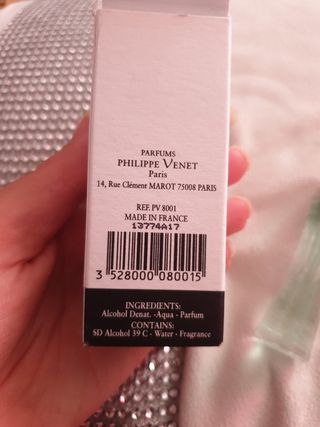 PARFUMS
PHILIPPE VENET
Paris
14, Rue Clément MAROT 75008 PARIS
REF. PV 8001
MADE IN FRANCE
13774A17
3 528000 080015
INGREDIENTS:
Alcohol Denat. -Aqua - Parfum
CONTAINS:
SD Alcohol 39 C - Water - Fragrance